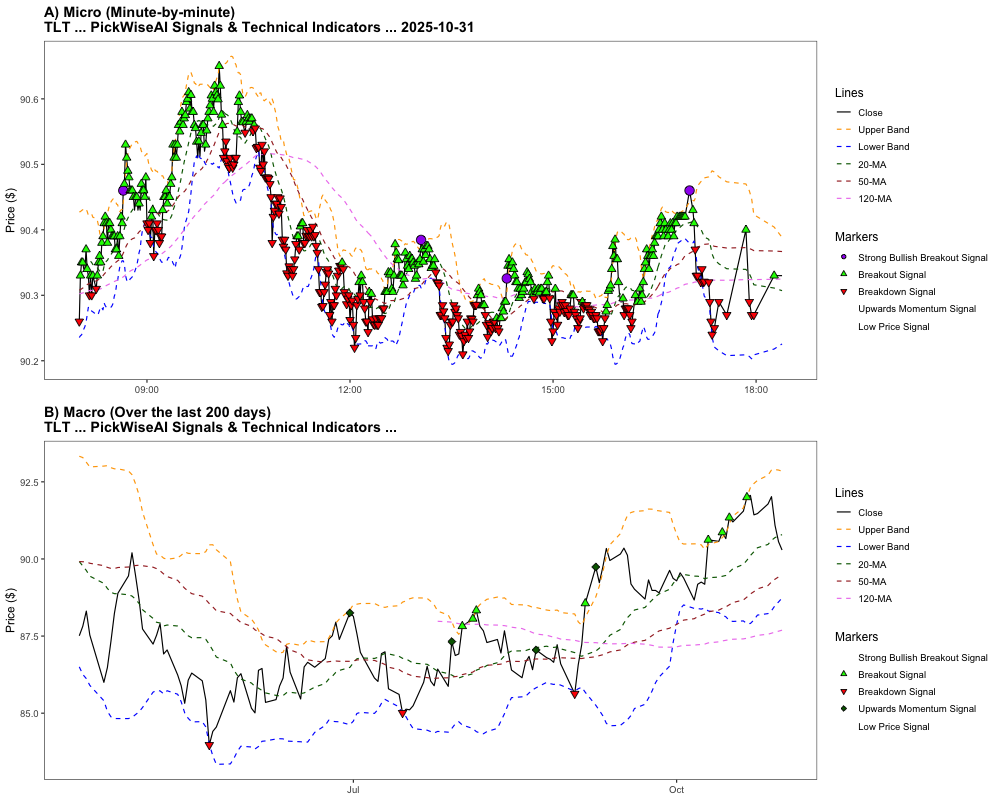 A) Micro (Minute-by-minute)
TLT ... PickWiseAI Signals & Technical Indicators ... 2025-10-31
Price ($)
90.6
90.5
90.4
90.3
90.2
09:00
12:00
15:00
18:00
Lines
Close
Upper Band
Lower Band
20-MA
50-MA
120-MA
Markers
Strong Bullish Breakout Signal
Breakout Signal
Breakdown Signal
Upwards Momentum Signal
Low Price Signal
B) Macro (Over the last 200 days)
TLT ... PickWiseAI Signals & Technical Indicators ...
Price ($)
92.5
90.0
87.5
85.0
Jul
Oct
Lines
Close
Upper Band
Lower Band
20-MA
50-MA
120-MA
Markers
Strong Bullish Breakout Signal
Breakout Signal
Breakdown Signal
Upwards Momentum Signal
Low Price Signal